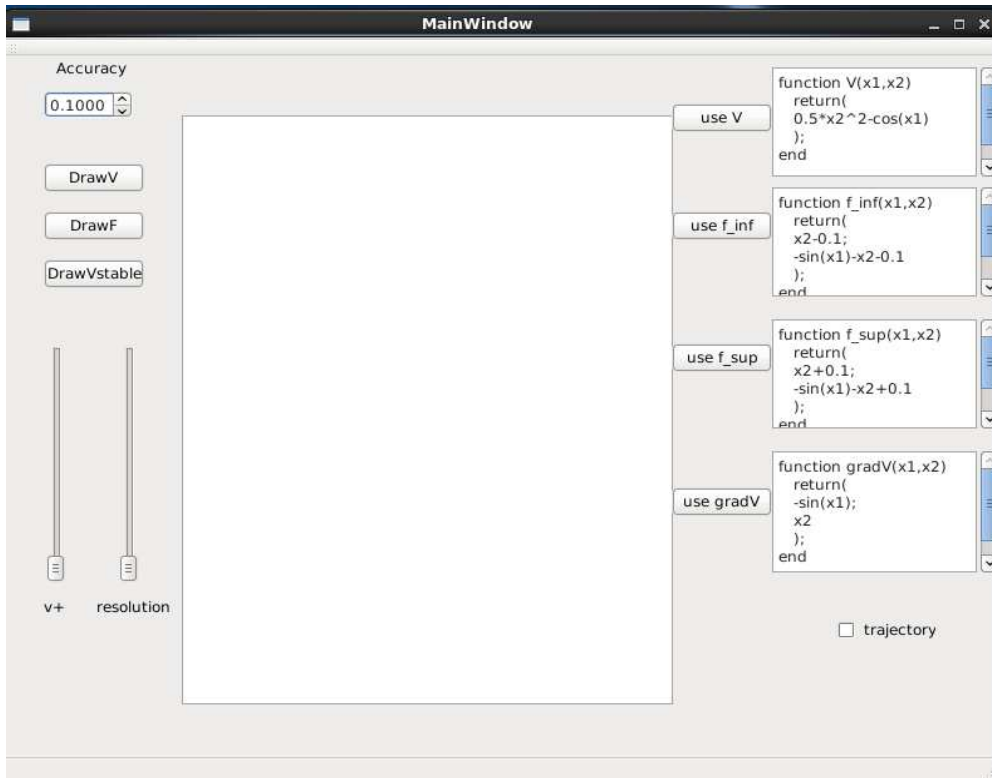 MainWindow
Accuracy
0.1000
DrawV
DrawF
DrawVstable
v+
resolution
use V
function V(x1,x2)
return(
0.5*x2^2-cos(x1)
);
end
use f_inf
function f_inf(x1,x2)
return(
x2-0.1;
-sin(x1)-x2-0.1
);
end
use f_sup
function f_sup(x1,x2)
return(
x2+0.1;
-sin(x1)-x2+0.1
);
end
use gradV
function gradV(x1,x2)
return(
-sin(x1);
x2
);
end
trajectory